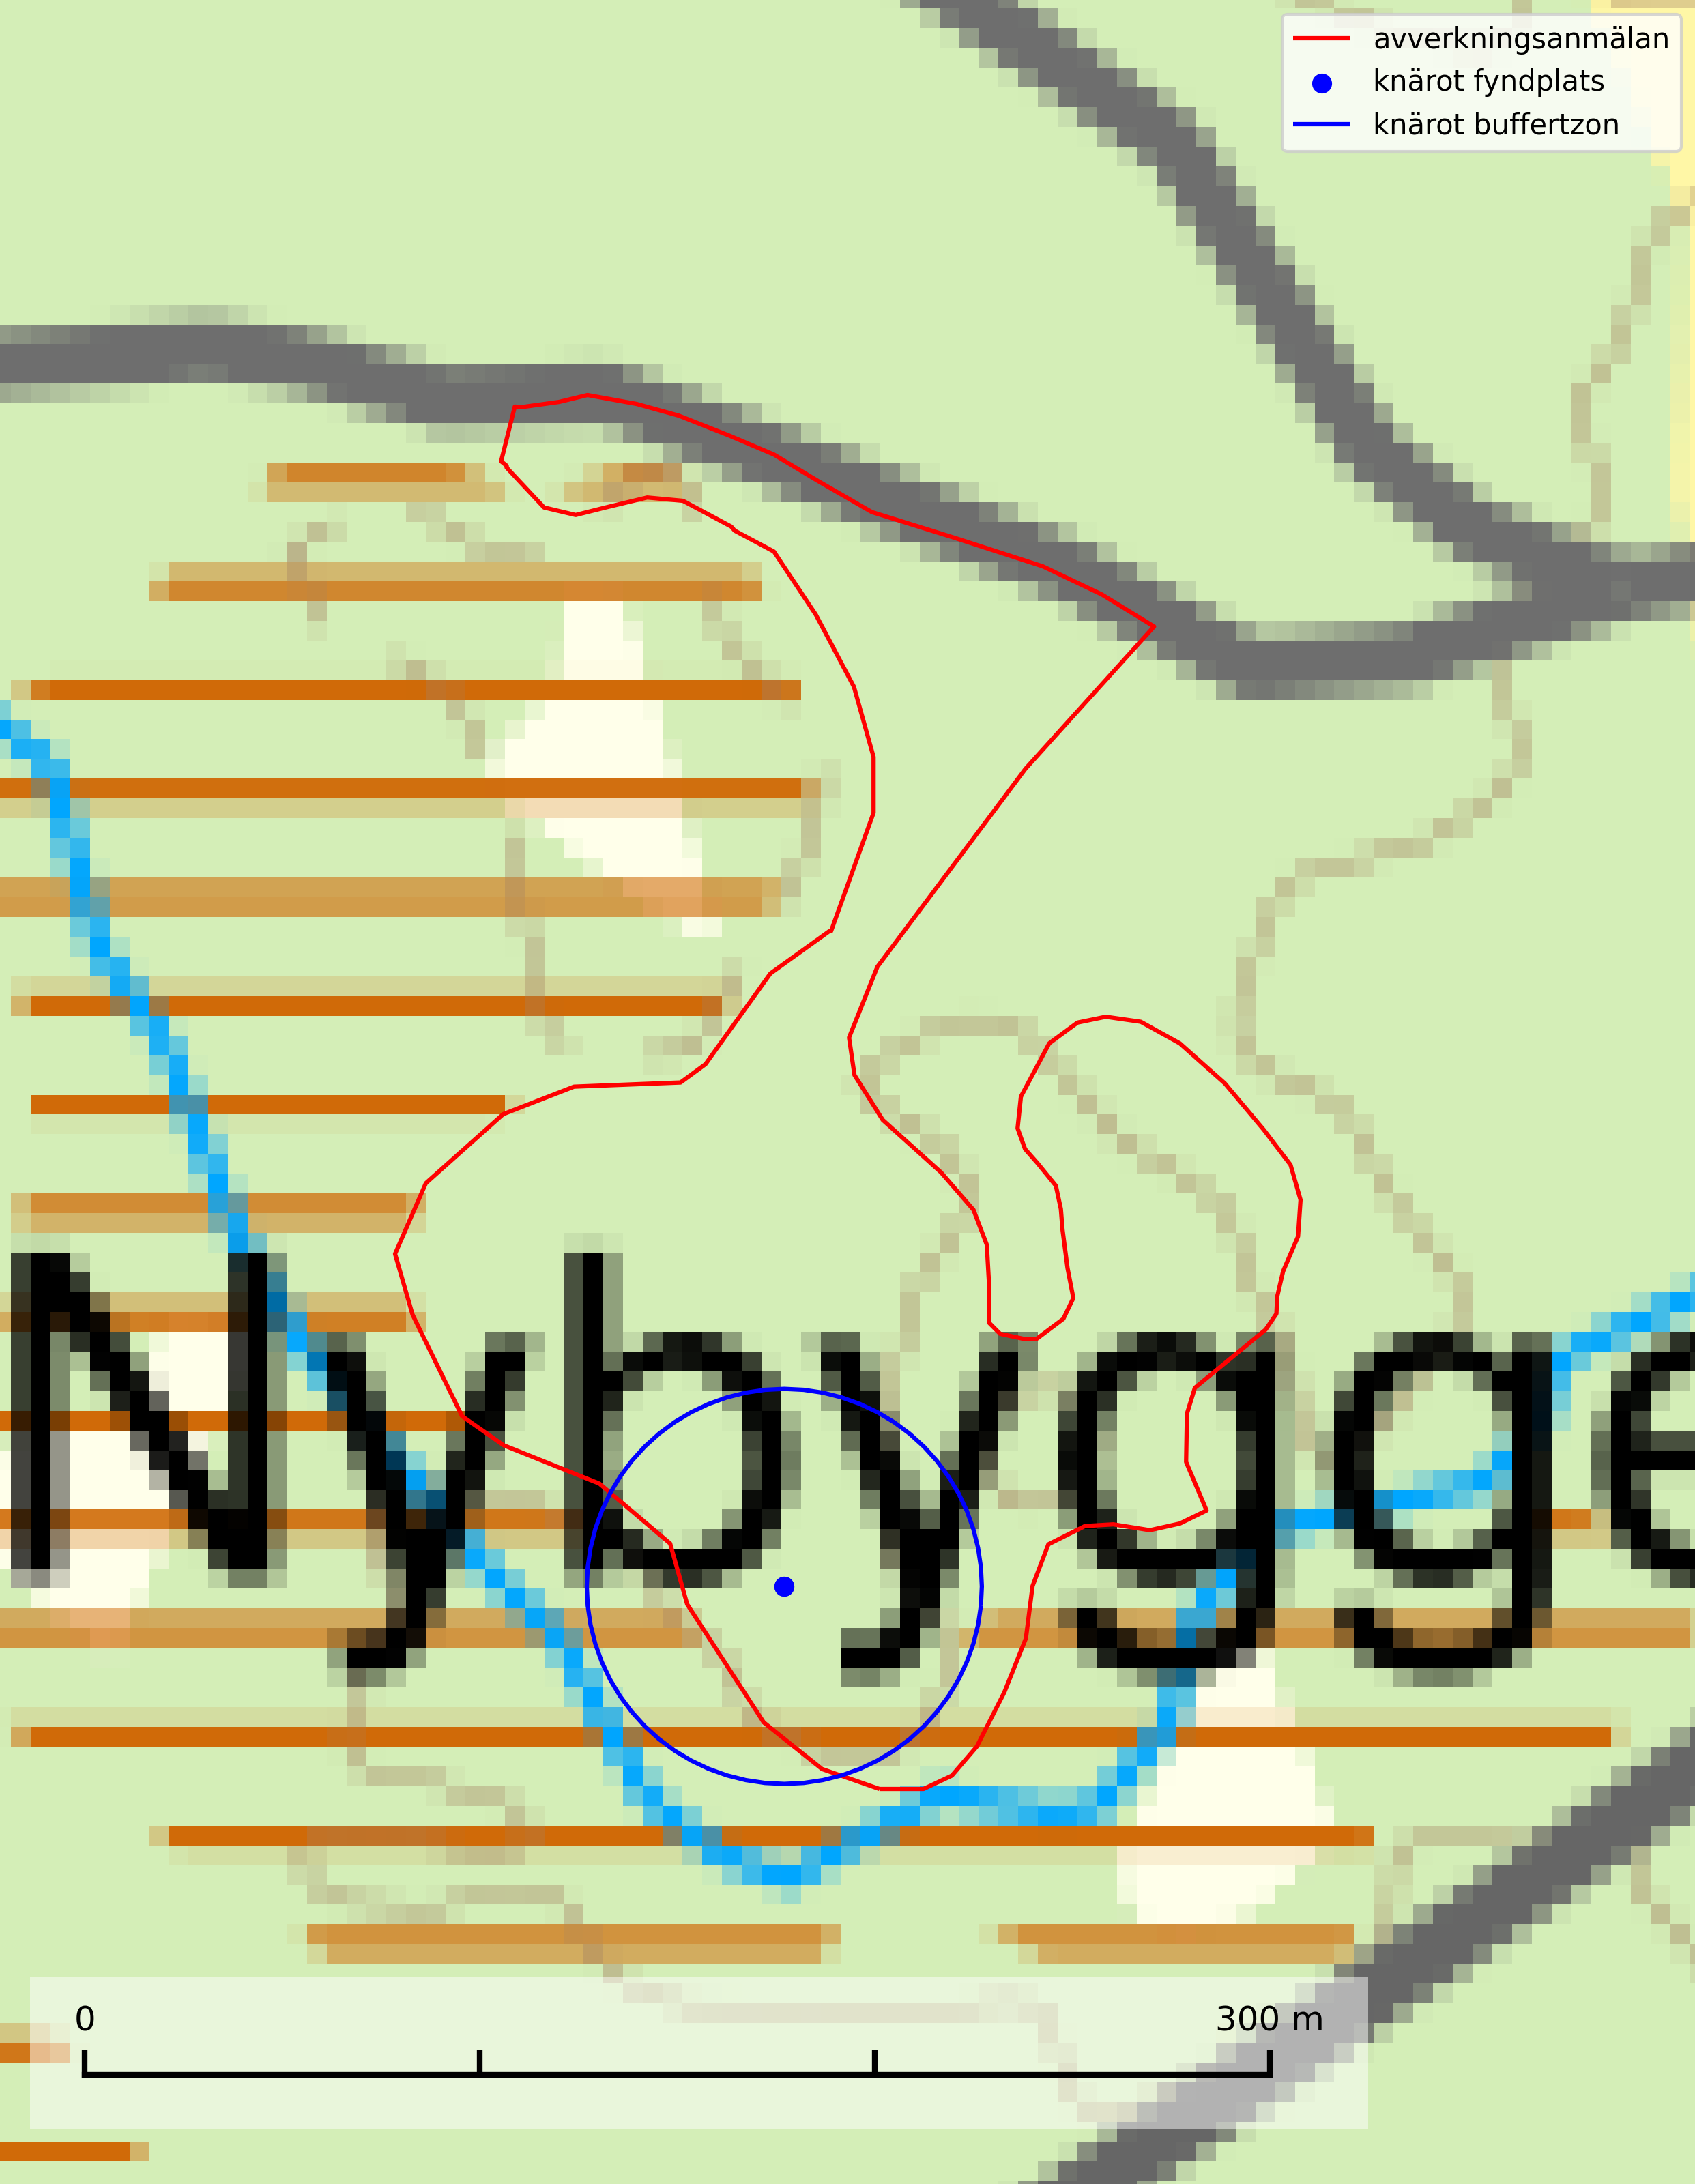 avverkningsanmälan
knärot fyndplats
knärot buffertzon
Nybygge
0 300 m